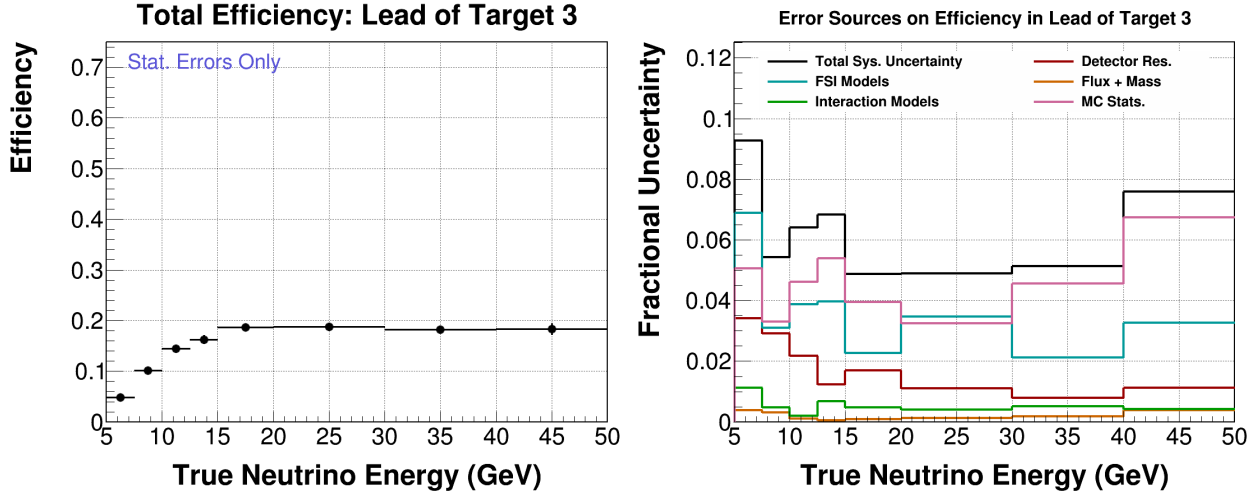 Total Efficiency: Lead of Target 3
Stat. Errors Only
Efficiency
0.7
0.6
0.5
0.4
0.3
0.2
0.1
0
5 10 15 20 25 30 35 40 45 50
True Neutrino Energy (GeV)
Error Sources on Efficiency in Lead of Target 3
Total Sys. Uncertainty
FSI Models
Interaction Models
Detector Res.
Flux + Mass
MC Stats.
Fractional Uncertainty
0.12
0.1
0.08
0.06
0.04
0.02
0
5 10 15 20 25 30 35 40 45 50
True Neutrino Energy (GeV)